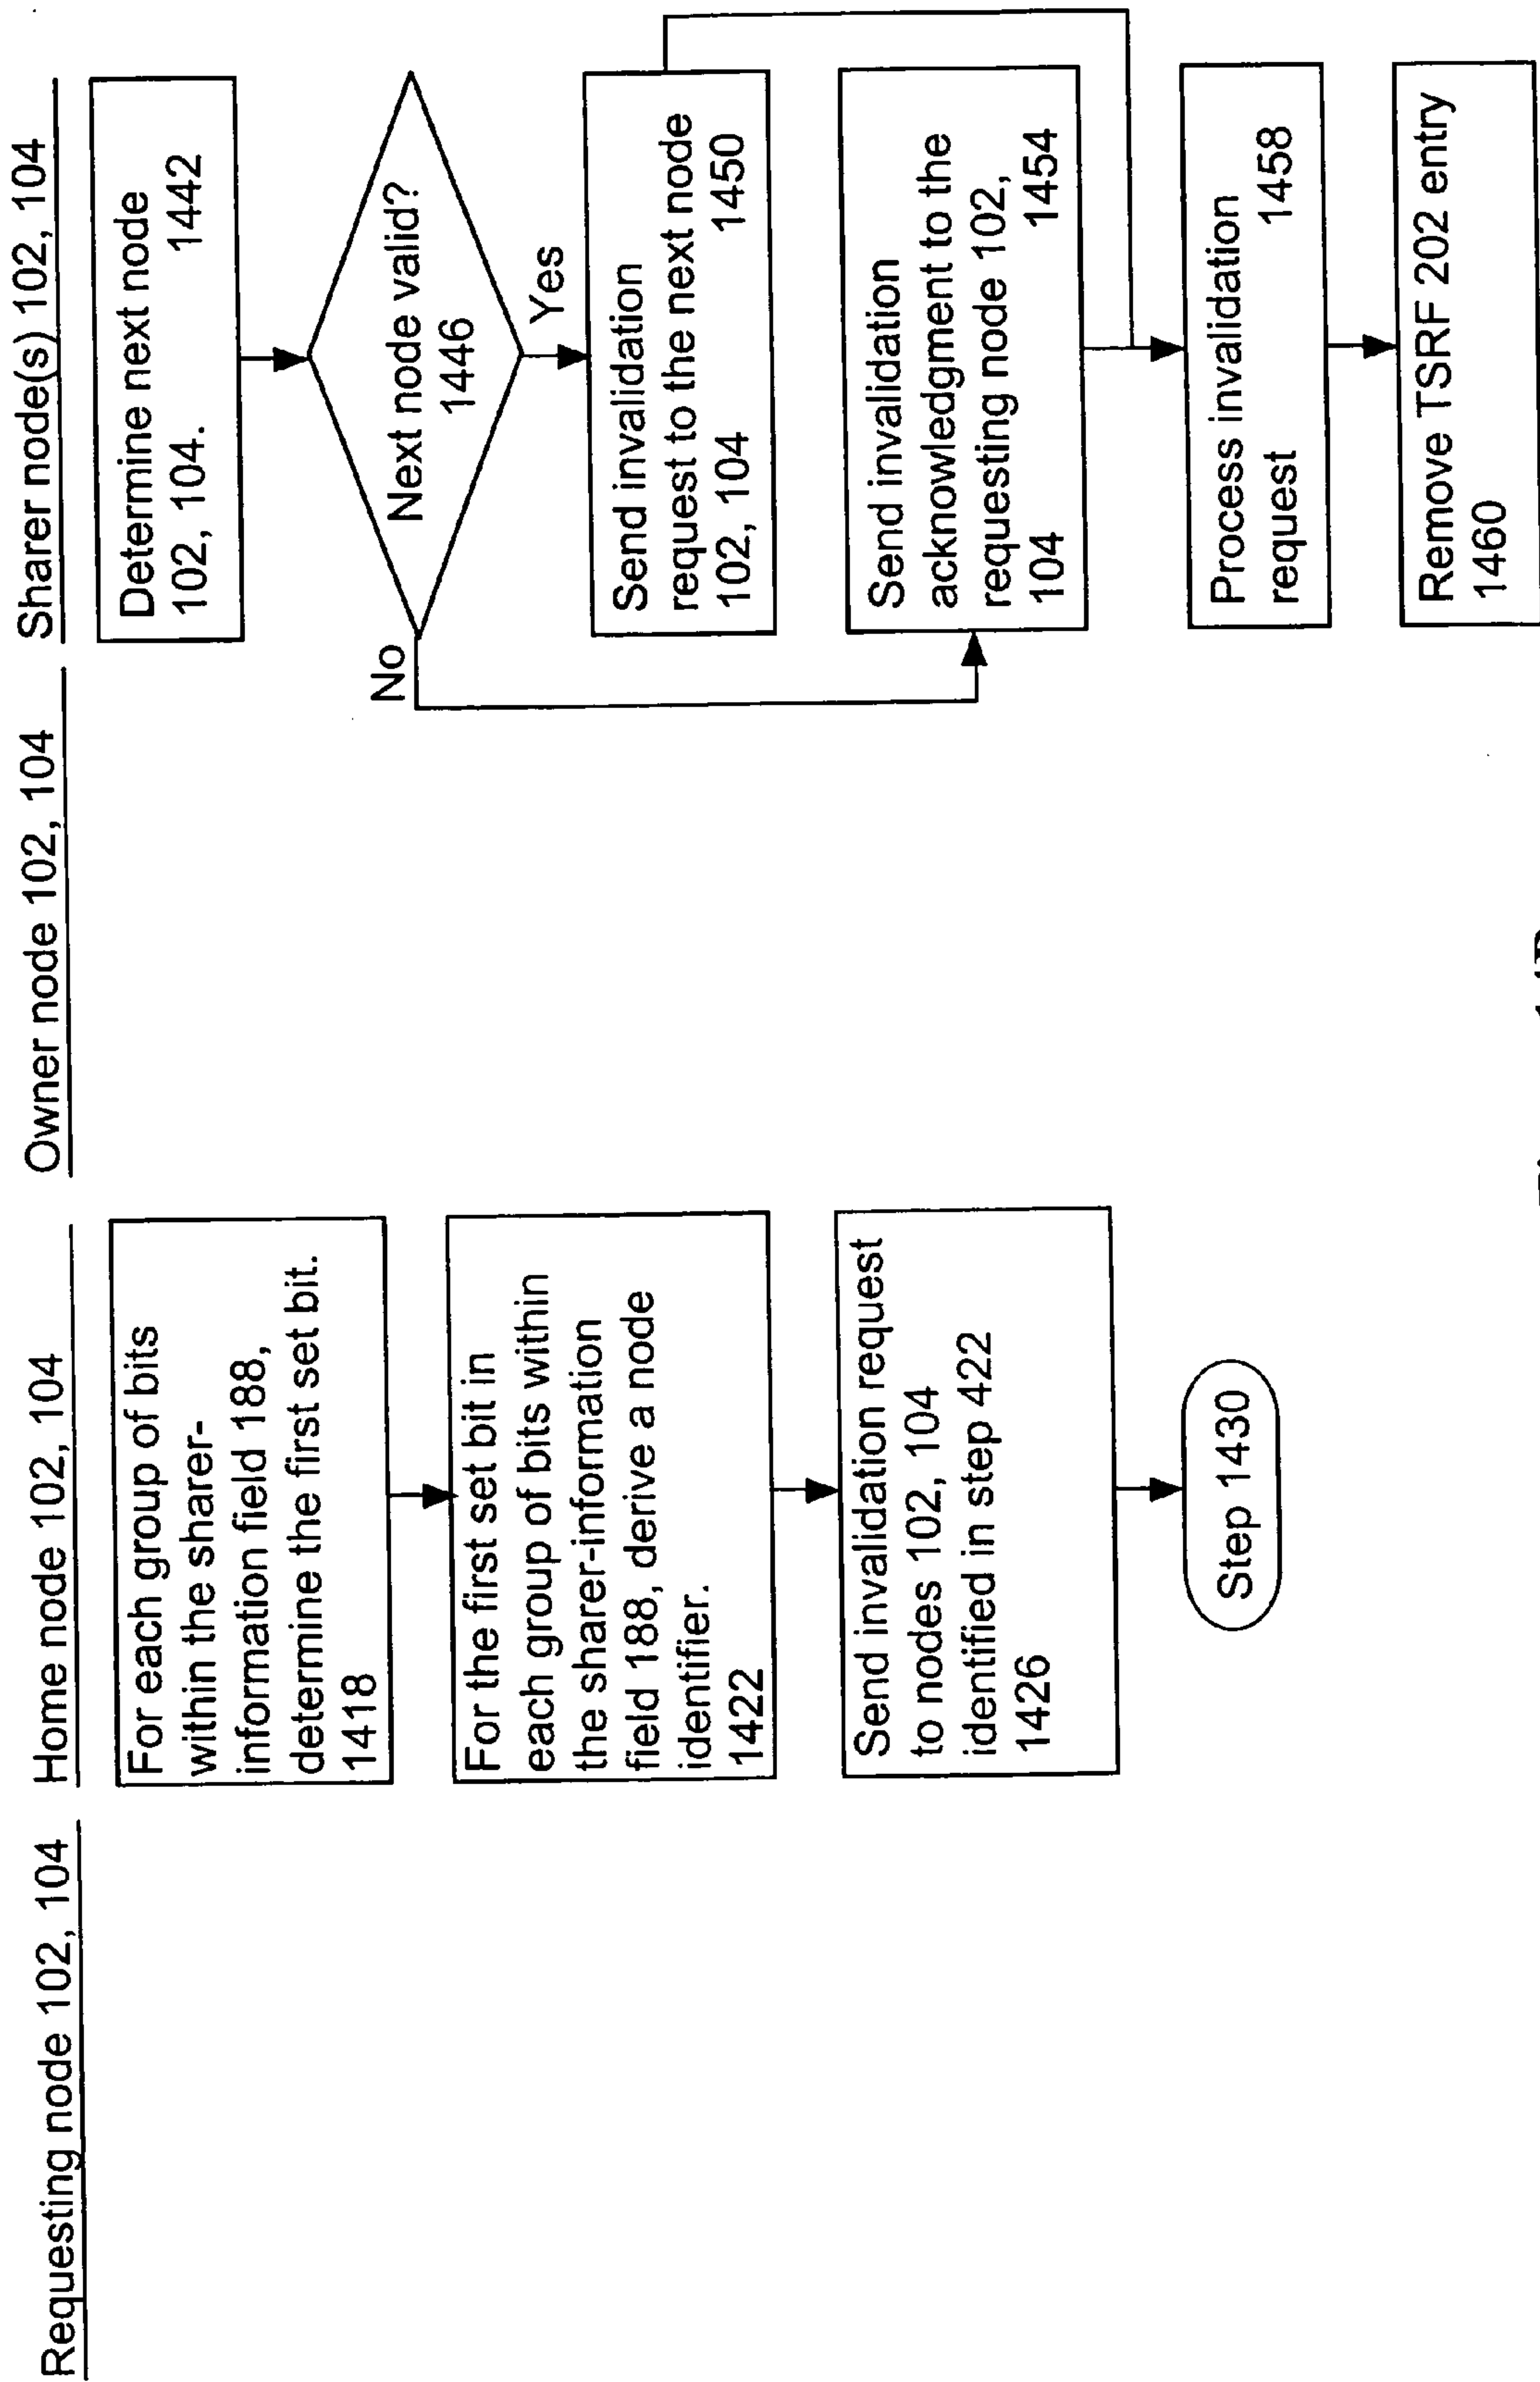 Requesting node 102, 104
Home node 102, 104
Owner node 102, 104
Sharer node(s) 102, 104
For each group of bits
within the sharer-
information field 188,
determine the first set bit.
1418
For the first set bit in
each group of bits within
the sharer-information
field 188, derive a node
identifier.
1422
Send invalidation request
to nodes 102, 104
identified in step 422
1426
Step 1430
Determine next node
102, 104. 1442
Next node valid?
1446
No
Yes
Send invalidation
request to the next node
102, 104 1450
Send invalidation
acknowledgment to the
requesting node 102,
104 1454
Process invalidation
request 1458
Remove TSRF 202 entry
1460